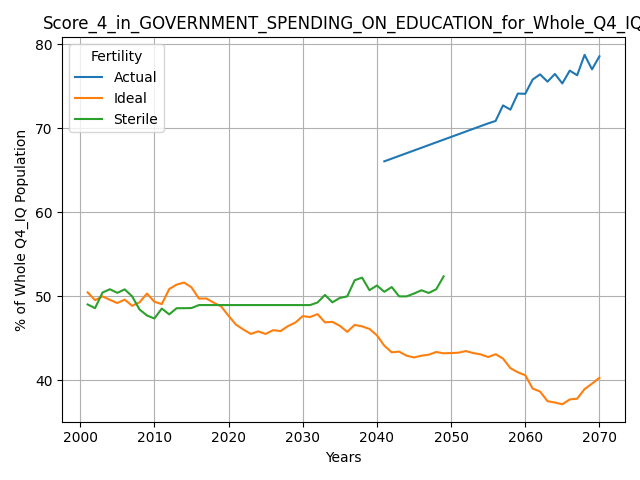 Score_4_in_GOVERNMENT_SPENDING_ON_EDUCATION_for_Whole_Q4_IQ
Fertility
Actual
Ideal
Sterile
% of Whole Q4_IQ Population
80
70
60
50
40
2000 2010 2020 2030 2040 2050 2060 2070
Years